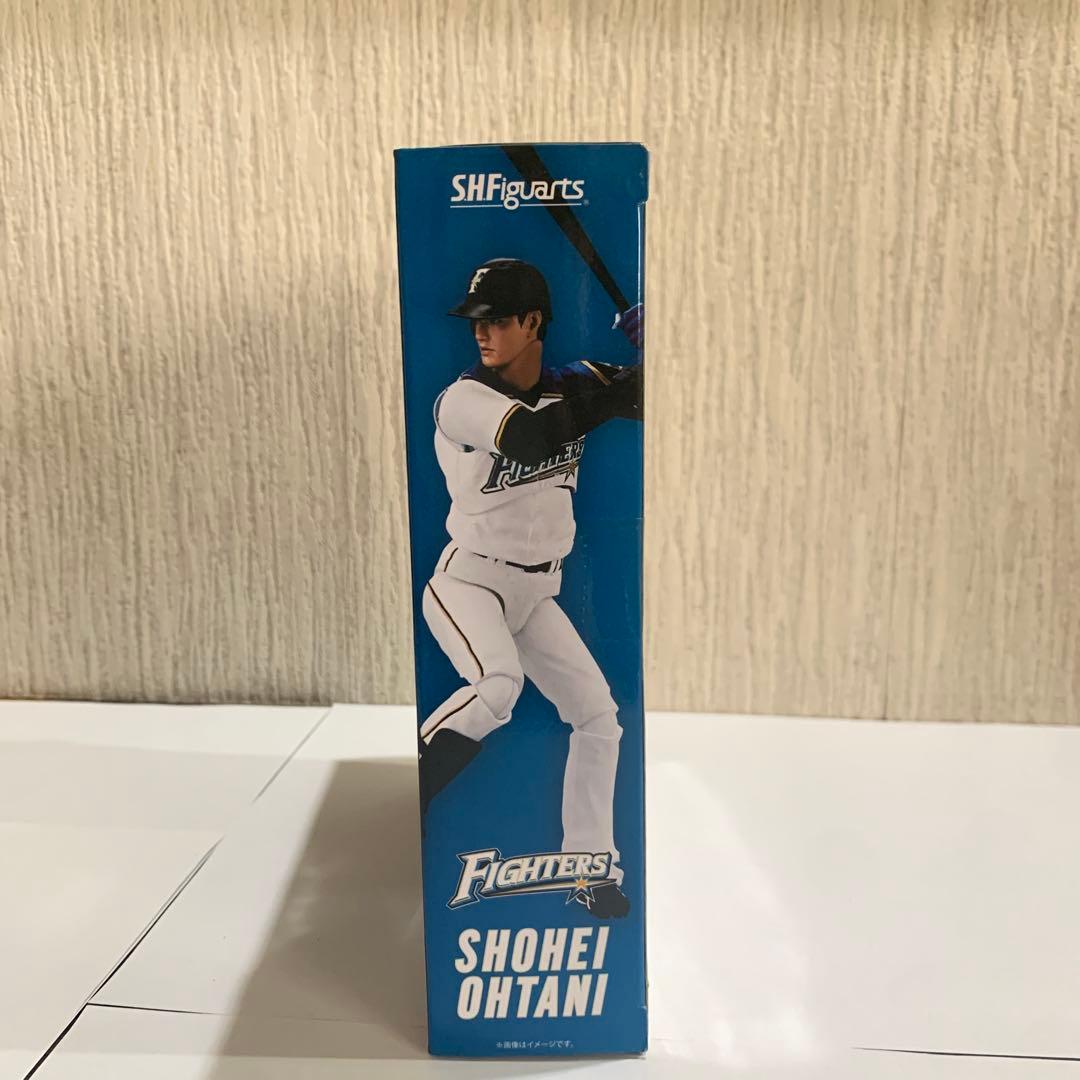 S.H.Figuarts
F
FIGHTERS
FIGHTERS
SHOHEI
OHTANI
※画像はイメージです。